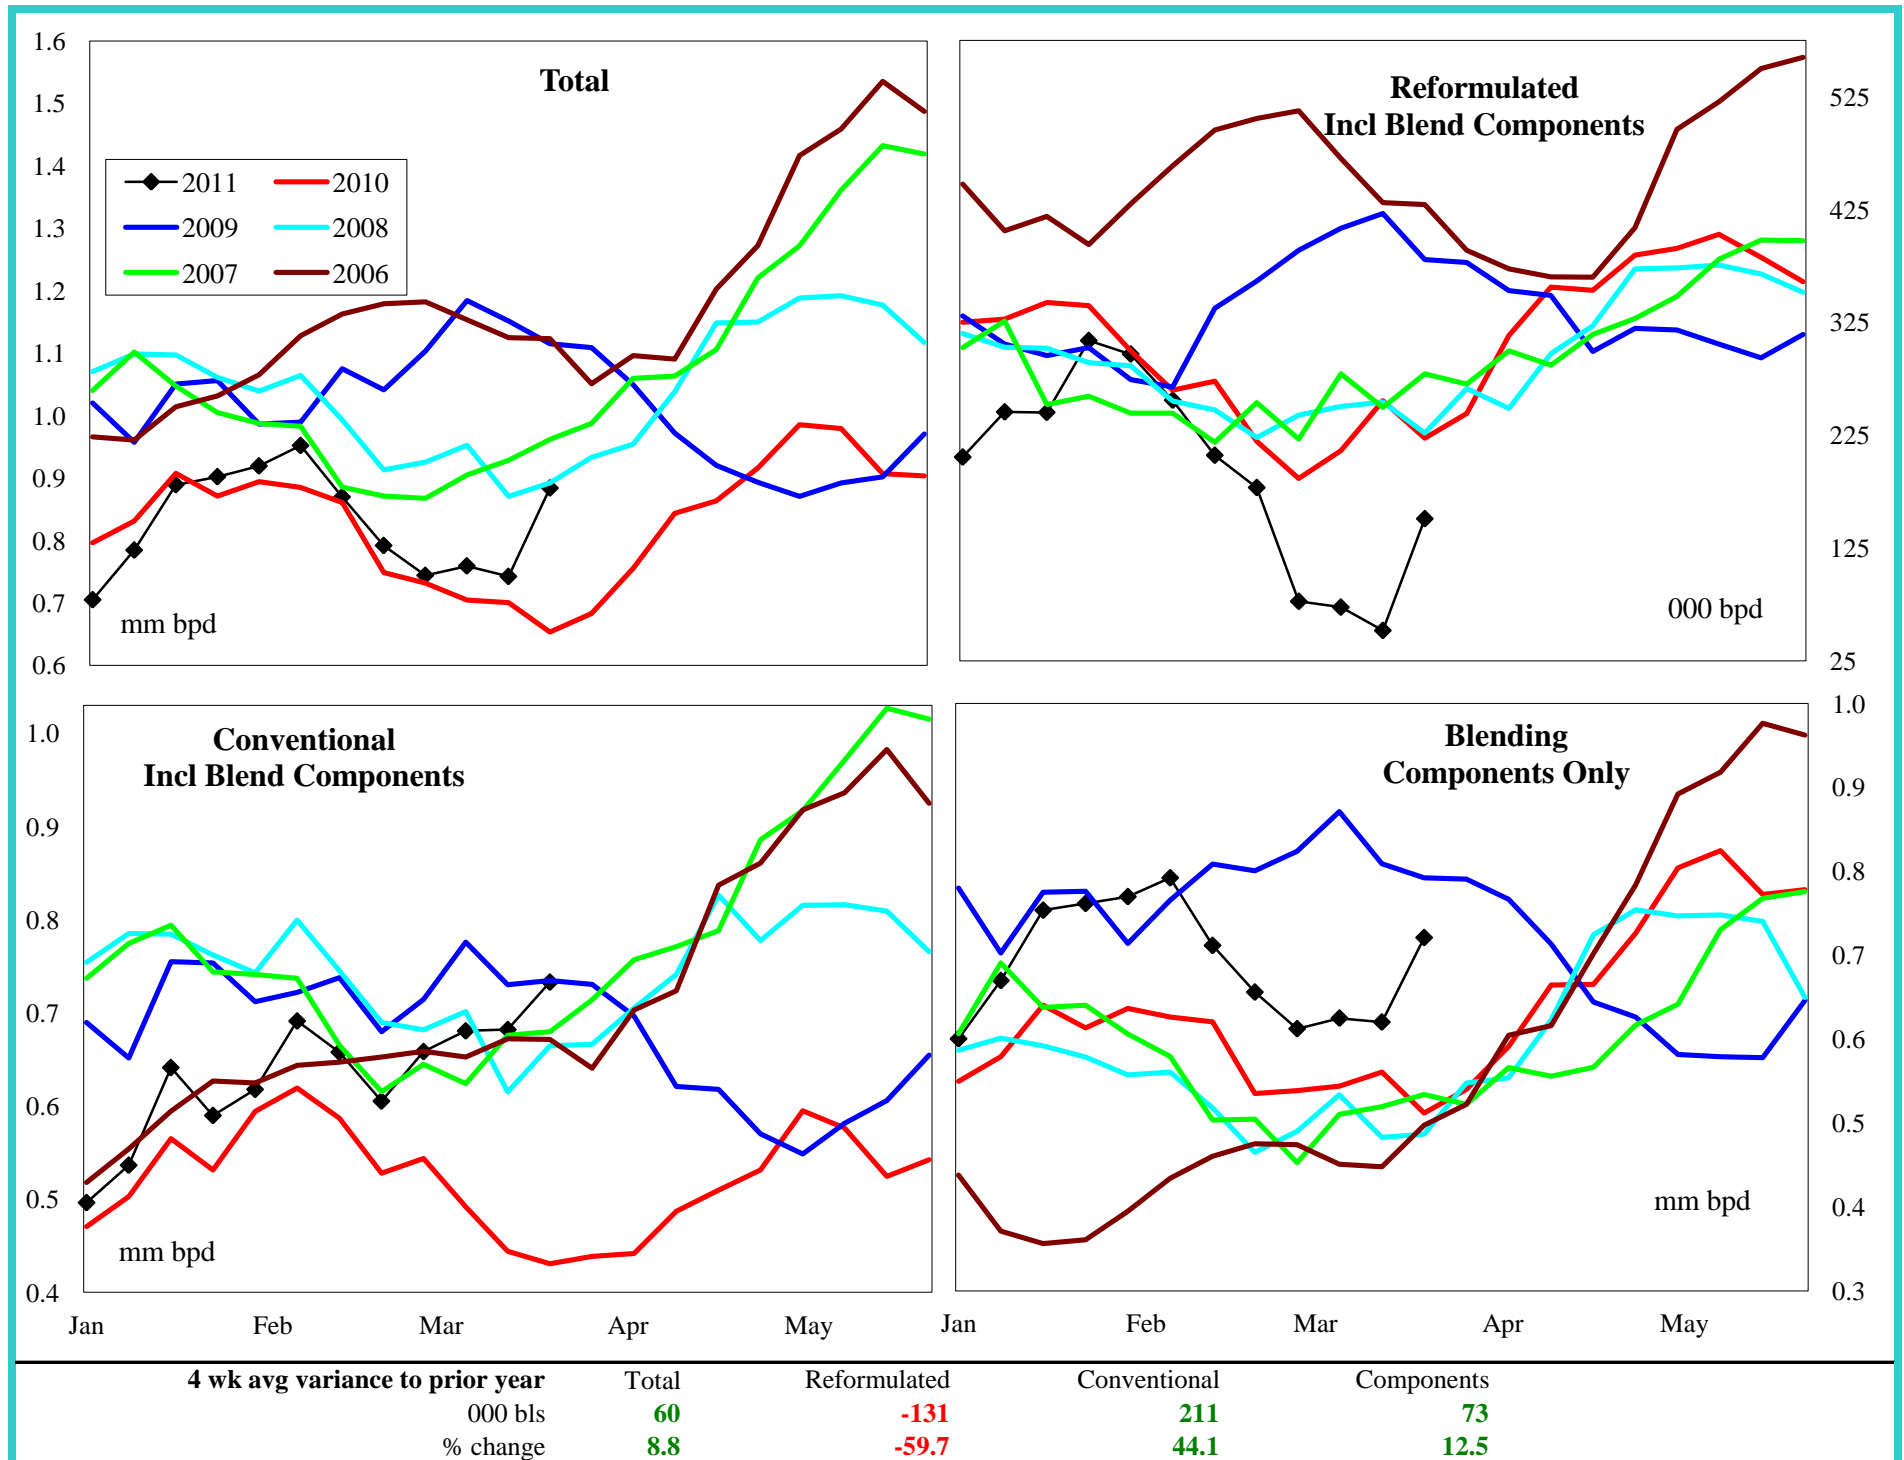 Total
1.6
1.5
1.4
1.3
1.2
1.1
1.0
0.9
0.8
0.7
0.6
2011 2010
2009 2008
2007 2006
mm bpd
Reformulated
Incl Blend Components
525
425
325
225
125
25
000 bpd
Conventional
Incl Blend Components
1.0
0.9
0.8
0.7
0.6
0.5
0.4
mm bpd
Jan Feb Mar Apr May
Blending
Components Only
1.0
0.9
0.8
0.7
0.6
0.5
0.4
0.3
mm bpd
Jan Feb Mar Apr May
4 wk avg variance to prior year Total Reformulated Conventional Components
000 bls 60 -131 211 73
% change 8.8 -59.7 44.1 12.5